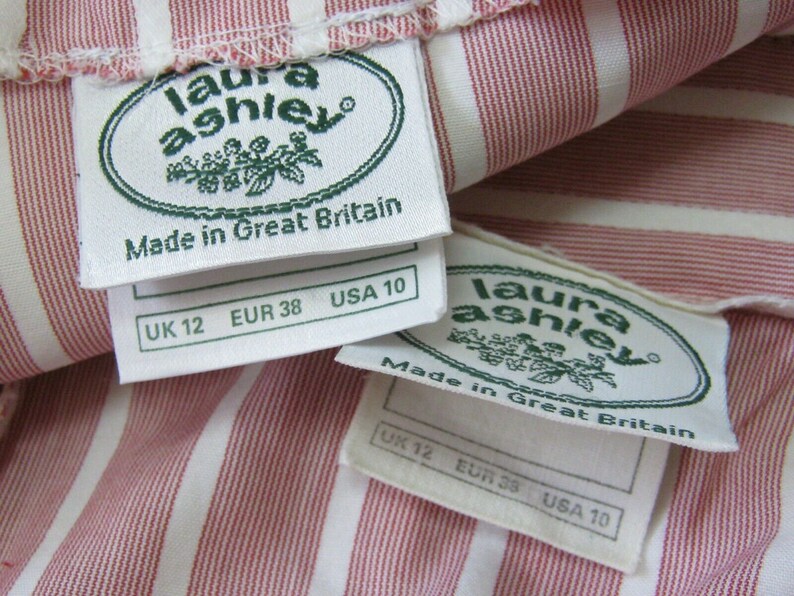 laura
ashley
Made in Great Britain
UK 12 EUR 38 USA 10
laura
ashley
Made in Great Britain
UK 12 EUR 38 USA 10